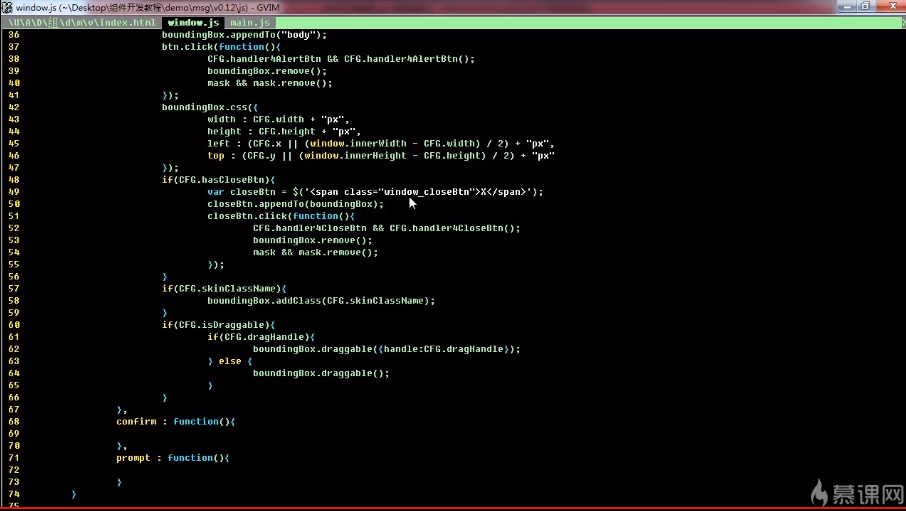 window.js (~\Desktop\组件开发教程\demo\msg\v0.12\js) - GVIM
\U\A\D\组\d\m\v\index.html window.js main.js
36 boundingBox.appendTo("body");
37 btn.click(function(){
38 CFG.handler4AlertBtn && CFG.handler4AlertBtn();
39 boundingBox.remove();
40 mask && mask.remove();
41 });
42 boundingBox.css({
43 width : CFG.width + "px",
44 height : CFG.height + "px",
45 left : (CFG.x || (window.innerWidth - CFG.width) / 2) + "px",
46 top : (CFG.y || (window.innerHeight - CFG.height) / 2) + "px"
47 });
48 if(CFG.hasCloseBtn){
49 var closeBtn = $('<span class="window_closeBtn">X</span>');
50 closeBtn.appendTo(boundingBox);
51 closeBtn.click(function(){
52 CFG.handler4CloseBtn && CFG.handler4CloseBtn();
53 boundingBox.remove();
54 mask && mask.remove();
55 });
56 }
57 if(CFG.skinClassName){
58 boundingBox.addClass(CFG.skinClassName);
59 }
60 if(CFG.isDraggable){
61 if(CFG.dragHandle){
62 boundingBox.draggable({handle:CFG.dragHandle});
63 } else {
64 boundingBox.draggable();
65 }
66 }
67 },
68 confirm : function(){
69
70 },
71 prompt : function(){
72
73 }
74 }
75
慕课网